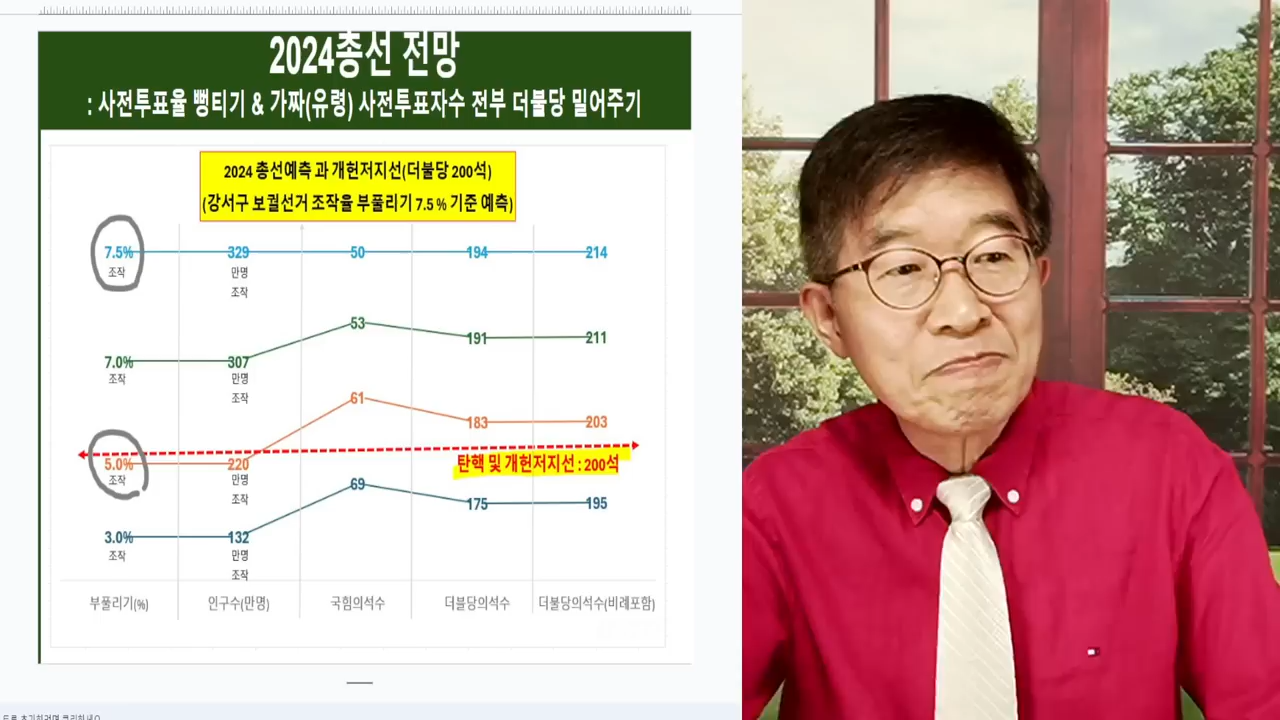 2024총선 전망
: 사전투표율 뻥티기 & 가짜(유령) 사전투표자수 전부 더불당 밀어주기
2024 총선예측 과 개헌저지선(더불당 200석)
(강서구 보궐선거 조작율 부풀리기 7.5 % 기준 예측)
7.5% 329 50 194 214
조작 만명
조작
7.0% 307 53 191 211
조작 만명
조작
5.0% 220 61 183 203
탄핵 및 개헌저지선 : 200석
조작 만명
조작
3.0% 132 69 175 195
조작 만명
조작
부풀리기(%) 인구수(만명) 국힘의석수 더블당의석수 더불당의석수(비례포함)